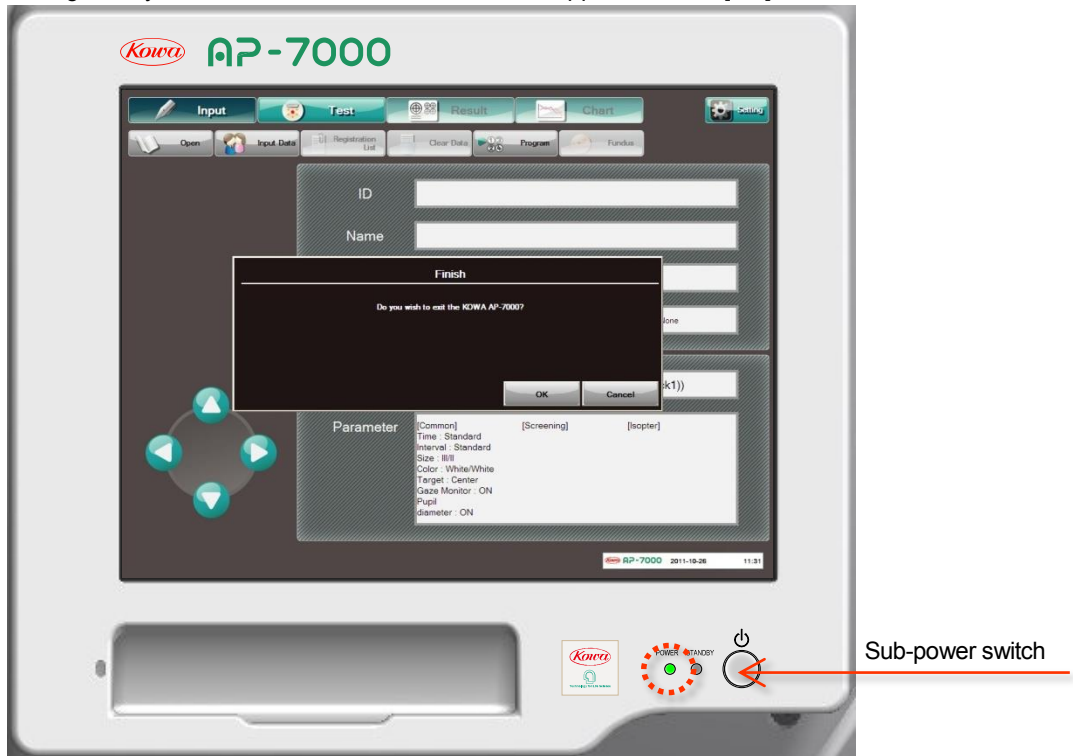 Kowa AP-7000
Input Test Result Chart Setting
Open Input Data Registration List Clear Data Program Fundus
ID
Name
Finish
Do you wish to exit the KOWA AP-7000?
None
OK Cancel
k1))
Parameter
[Common] [Screening] [Isopter]
Time : Standard
Interval : Standard
Size : III/II
Color : White/White
Target : Center
Gaze Monitor : ON
Pupil
diameter : ON
Kowa AP-7000 2011-10-26 11:31
POWER STANDBY
Sub-power switch
Kowa